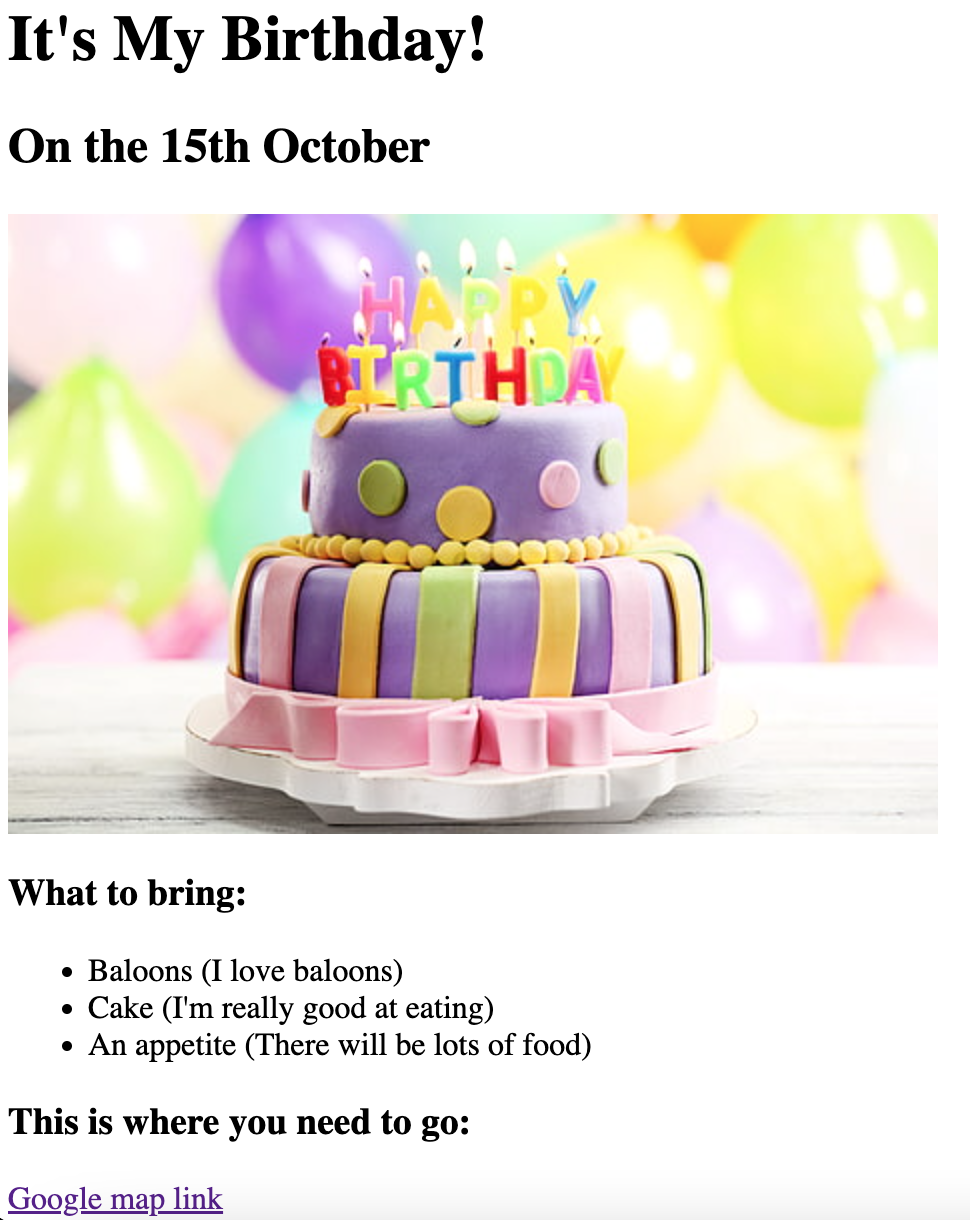 It's My Birthday!
On the 15th October
HAPPY
BIRTHDAY
What to bring:
Baloons (I love baloons)
Cake (I'm really good at eating)
An appetite (There will be lots of food)
This is where you need to go:
Google map link